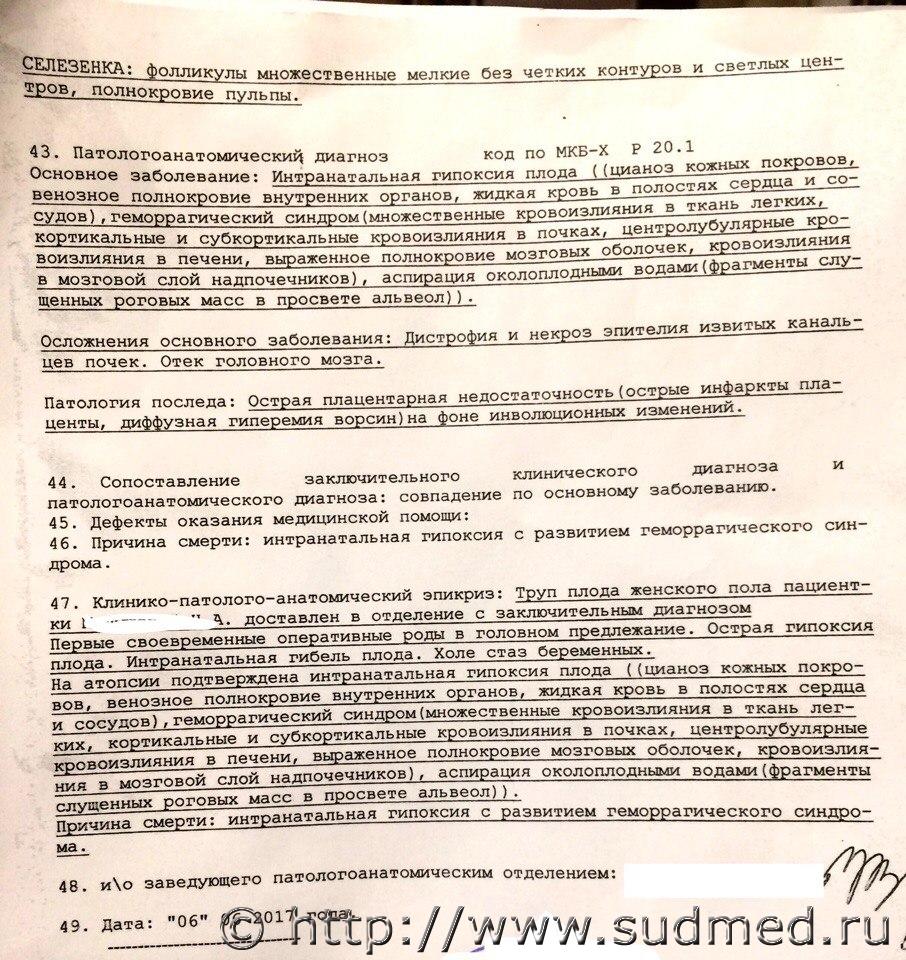 СЕЛЕЗЕНКА: фолликулы множественные мелкие без четких контуров и светлых цен-
тров, полнокровие пульпы.
43. Патологоанатомический диагноз код по МКБ-X P 20.1
Основное заболевание: Интранатальная гипоксия плода ((цианоз кожных покровов,
венозное полнокровие внутренних органов, жидкая кровь в полостях сердца и со-
судов),геморрагический синдром(множественные кровоизлияния в ткань легких,
кортикальные и субкортикальные кровоизлияния в почках, центролубулярные кро-
воизлияния в печени, выраженное полнокровие мозговых оболочек, кровоизлияния
в мозговой слой надпочечников), аспирация околоплодными водами(фрагменты слу-
щенных роговых масс в просвете альвеол)).
Осложнения основного заболевания: Дистрофия и некроз эпителия извитых каналь-
цев почек. Отек головного мозга.
Патология последа: Острая плацентарная недостаточность(острые инфаркты пла-
центы, диффузная гиперемия ворсин)на фоне инволюционных изменений.
44. Сопоставление заключительного клинического диагноза и
патологоанатомического диагноза: совпадение по основному заболеванию.
45. Дефекты оказания медицинской помощи:
46. Причина смерти: интранатальная гипоксия с развитием геморрагического син-
дрома.
47. Клинико-патолого-анатомический эпикриз: Труп плода женского пола пациент-
ки А. доставлен в отделение с заключительным диагнозом
Первые своевременные оперативные роды в головном предлежание. Острая гипоксия
плода. Интранатальная гибель плода. Холе стаз беременных.
На атопсии подтверждена интранатальная гипоксия плода ((цианоз кожных покро-
вов, венозное полнокровие внутренних органов, жидкая кровь в полостях сердца
и сосудов),геморрагический синдром(множественные кровоизлияния в ткань лег-
ких, кортикальные и субкортикальные кровоизлияния в почках, центролубулярные
кровоизлияния в печени, выраженное полнокровие мозговых оболочек, кровоизлия-
ния в мозговой слой надпочечников), аспирация околоплодными водами(фрагменты
слущенных роговых масс в просвете альвеол)).
Причина смерти: интранатальная гипоксия с развитием геморрагического синдро-
ма.
48. и\о заведующего патологоанатомическим отделением:
49. Дата: "06" 2017 года
© http://www.sudmed.ru